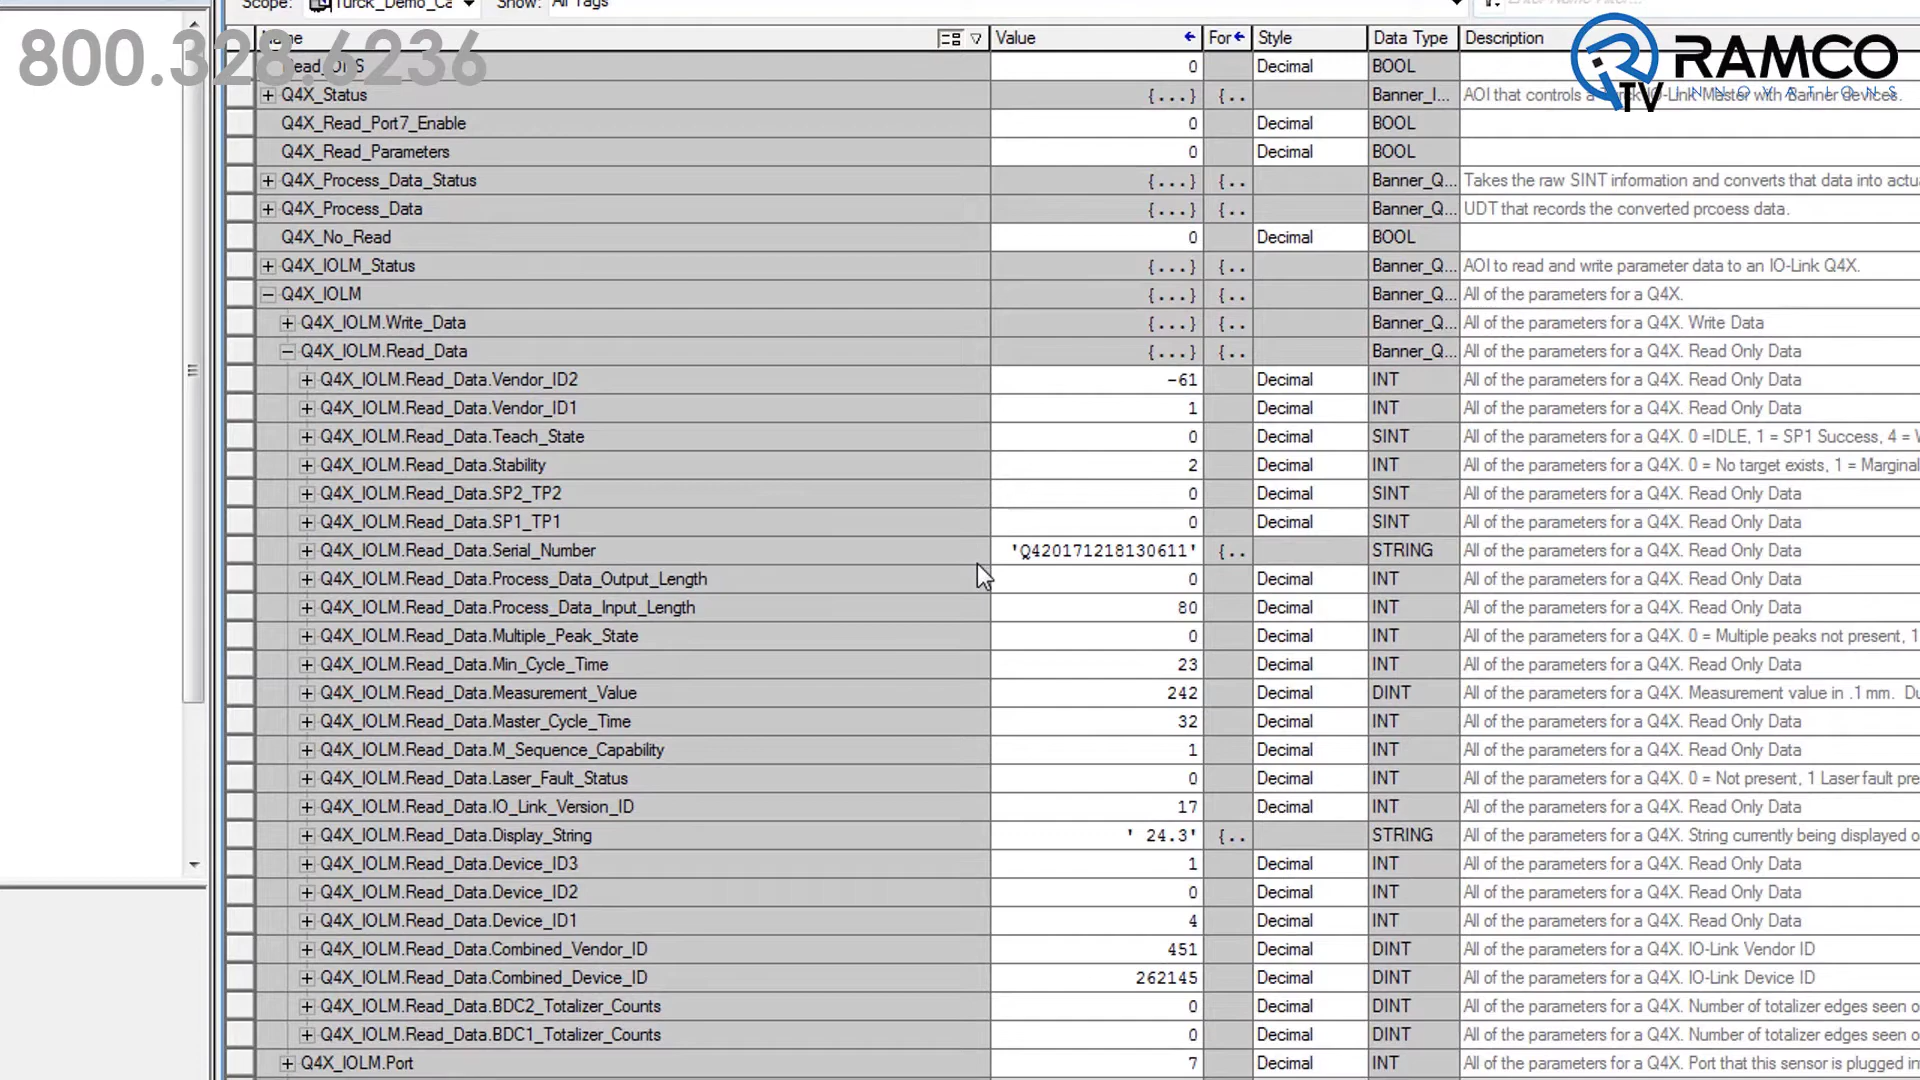 Scope: Turck_Demo_Ca Show: All Tags Enter Name Filter...
800.328.6236
RAMCO
INNOVATIONS
TV
Name Value For Style Data Type Description
0 Decimal BOOL
Q4X_Status {...} {.. Banner_I... AOI that controls a Turck IO-Link Master with Banner devices.
Q4X_Read_Port7_Enable 0 Decimal BOOL
Q4X_Read_Parameters 0 Decimal BOOL
Q4X_Process_Data_Status {...} {.. Banner_Q... Takes the raw SINT information and converts that data into actu
Q4X_Process_Data {...} {.. Banner_Q... UDT that records the converted prcoess data.
Q4X_No_Read 0 Decimal BOOL
Q4X_IOLM_Status {...} {.. Banner_Q... AOI to read and write parameter data to an IO-Link Q4X.
Q4X_IOLM {...} {.. Banner_Q... All of the parameters for a Q4X.
Q4X_IOLM.Write_Data {...} {.. Banner_Q... All of the parameters for a Q4X. Write Data
Q4X_IOLM.Read_Data {...} {.. Banner_Q... All of the parameters for a Q4X. Read Only Data
Q4X_IOLM.Read_Data.Vendor_ID2 -61 Decimal INT All of the parameters for a Q4X. Read Only Data
Q4X_IOLM.Read_Data.Vendor_ID1 1 Decimal INT All of the parameters for a Q4X. Read Only Data
Q4X_IOLM.Read_Data.Teach_State 0 Decimal SINT All of the parameters for a Q4X. 0 =IDLE, 1 = SP1 Success, 4 = W
Q4X_IOLM.Read_Data.Stability 2 Decimal INT All of the parameters for a Q4X. 0 = No target exists, 1 = Marginal
Q4X_IOLM.Read_Data.SP2_TP2 0 Decimal SINT All of the parameters for a Q4X. Read Only Data
Q4X_IOLM.Read_Data.SP1_TP1 0 Decimal SINT All of the parameters for a Q4X. Read Only Data
Q4X_IOLM.Read_Data.Serial_Number 'Q420171218130611' {.. STRING All of the parameters for a Q4X. Read Only Data
Q4X_IOLM.Read_Data.Process_Data_Output_Length 0 Decimal INT All of the parameters for a Q4X. Read Only Data
Q4X_IOLM.Read_Data.Process_Data_Input_Length 80 Decimal INT All of the parameters for a Q4X. Read Only Data
Q4X_IOLM.Read_Data.Multiple_Peak_State 0 Decimal INT All of the parameters for a Q4X. 0 = Multiple peaks not present, 1
Q4X_IOLM.Read_Data.Min_Cycle_Time 23 Decimal INT All of the parameters for a Q4X. Read Only Data
Q4X_IOLM.Read_Data.Measurement_Value 242 Decimal DINT All of the parameters for a Q4X. Measurement value in .1 mm. Du
Q4X_IOLM.Read_Data.Master_Cycle_Time 32 Decimal INT All of the parameters for a Q4X. Read Only Data
Q4X_IOLM.Read_Data.M_Sequence_Capability 1 Decimal INT All of the parameters for a Q4X. Read Only Data
Q4X_IOLM.Read_Data.Laser_Fault_Status 0 Decimal INT All of the parameters for a Q4X. 0 = Not present, 1 Laser fault pre
Q4X_IOLM.Read_Data.IO_Link_Version_ID 17 Decimal INT All of the parameters for a Q4X. Read Only Data
Q4X_IOLM.Read_Data.Display_String ' 24.3' {.. STRING All of the parameters for a Q4X. String currently being displayed o
Q4X_IOLM.Read_Data.Device_ID3 1 Decimal INT All of the parameters for a Q4X. Read Only Data
Q4X_IOLM.Read_Data.Device_ID2 0 Decimal INT All of the parameters for a Q4X. Read Only Data
Q4X_IOLM.Read_Data.Device_ID1 4 Decimal INT All of the parameters for a Q4X. Read Only Data
Q4X_IOLM.Read_Data.Combined_Vendor_ID 451 Decimal DINT All of the parameters for a Q4X. IO-Link Vendor ID
Q4X_IOLM.Read_Data.Combined_Device_ID 262145 Decimal DINT All of the parameters for a Q4X. IO-Link Device ID
Q4X_IOLM.Read_Data.BDC2_Totalizer_Counts 0 Decimal DINT All of the parameters for a Q4X. Number of totalizer edges seen o
Q4X_IOLM.Read_Data.BDC1_Totalizer_Counts 0 Decimal DINT All of the parameters for a Q4X. Number of totalizer edges seen o
Q4X_IOLM.Port 7 Decimal INT All of the parameters for a Q4X. Port that this sensor is plugged in